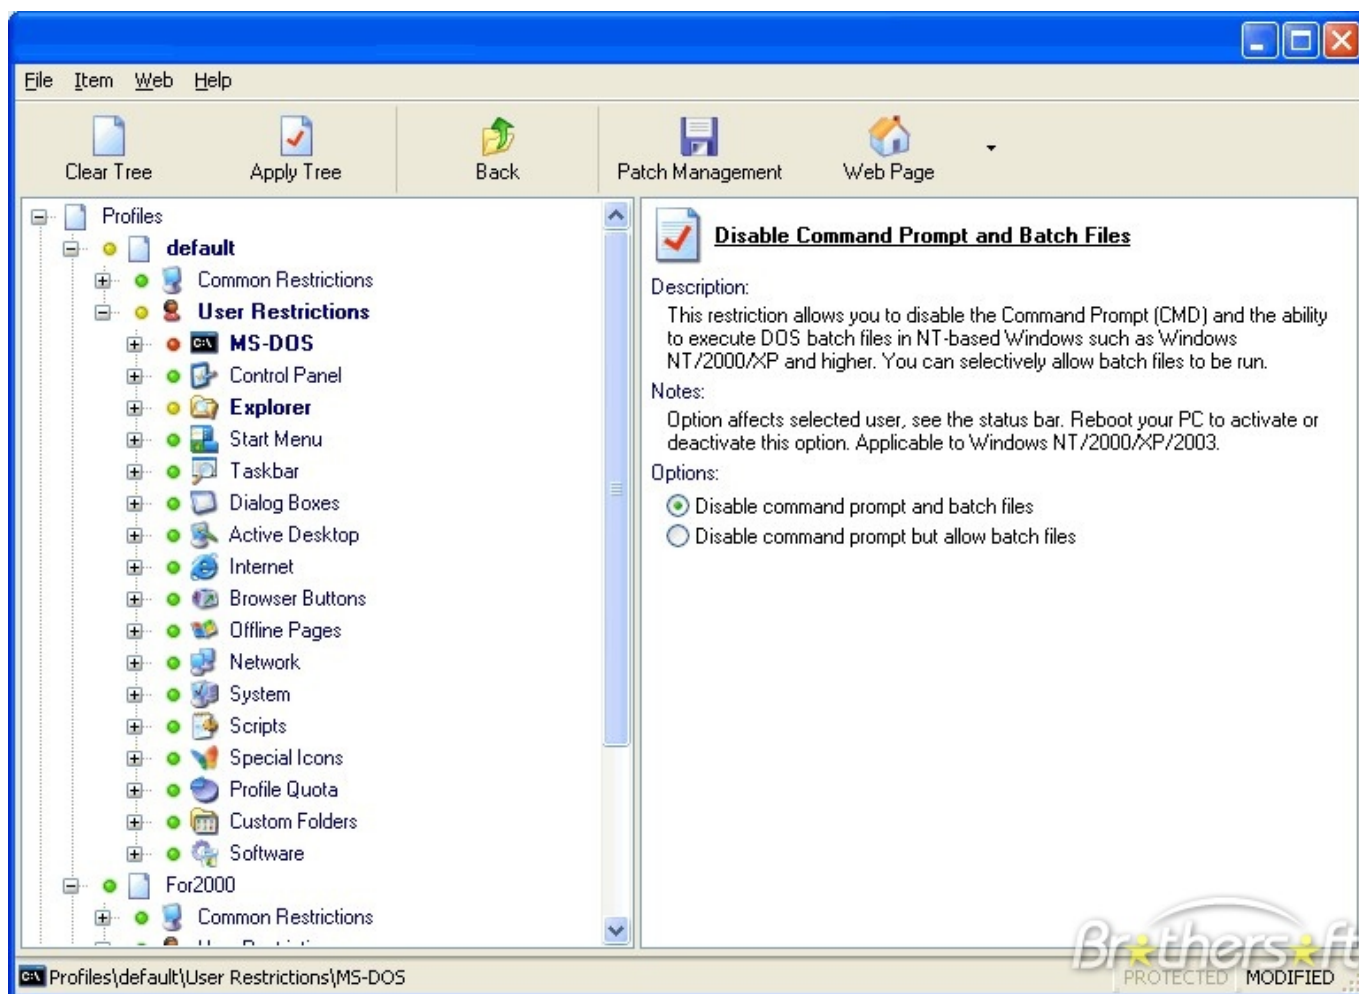 File Item Web Help
Clear Tree Apply Tree Back Patch Management Web Page
Profiles
default
Common Restrictions
User Restrictions
C:\ MS-DOS
Control Panel
Explorer
Start Menu
Taskbar
Dialog Boxes
Active Desktop
Internet
Browser Buttons
Offline Pages
Network
System
Scripts
Special Icons
Profile Quota
Custom Folders
Software
For2000
Common Restrictions
Disable Command Prompt and Batch Files
Description:
This restriction allows you to disable the Command Prompt (CMD) and the ability
to execute DOS batch files in NT-based Windows such as Windows
NT/2000/XP and higher. You can selectively allow batch files to be run.
Notes:
Option affects selected user, see the status bar. Reboot your PC to activate or
deactivate this option. Applicable to Windows NT/2000/XP/2003.
Options:
Disable command prompt and batch files
Disable command prompt but allow batch files
Brothersoft
C:\ Profiles\default\User Restrictions\MS-DOS
PROTECTED MODIFIED